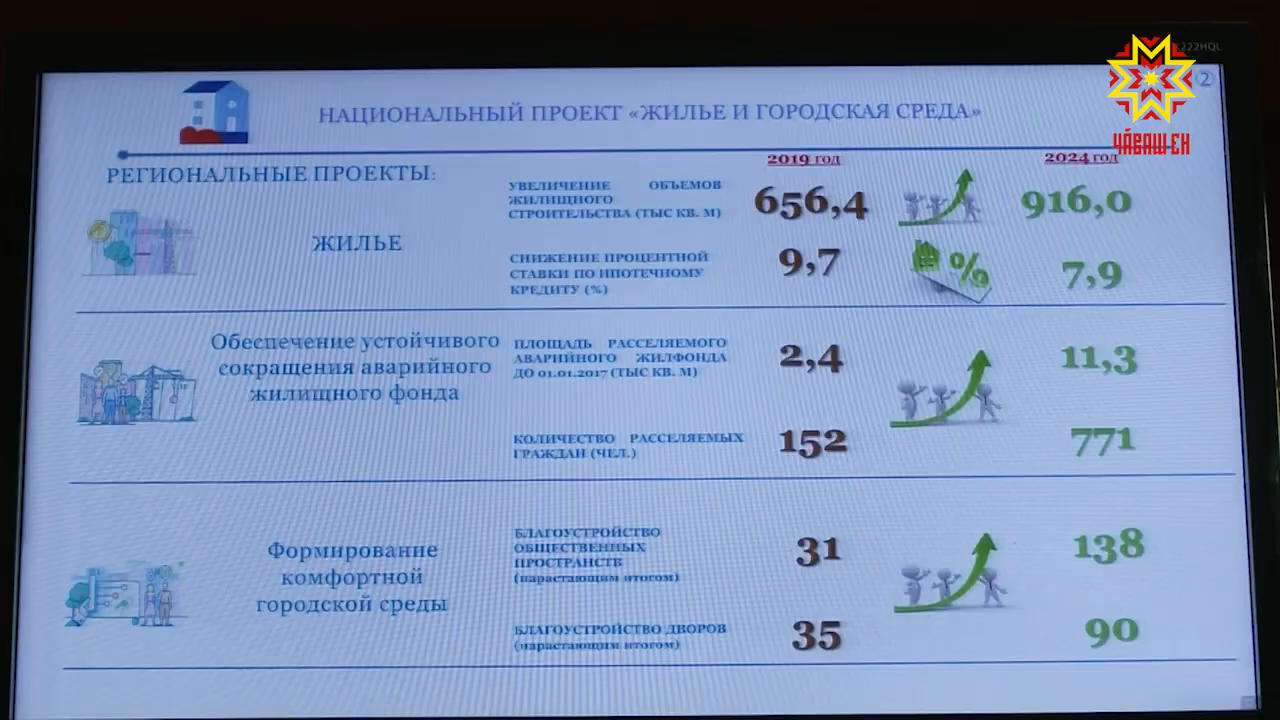 222HQL
2
ЧĂВАШ ЕН
НАЦИОНАЛЬНЫЙ ПРОЕКТ «ЖИЛЬЕ И ГОРОДСКАЯ СРЕДА»
РЕГИОНАЛЬНЫЕ ПРОЕКТЫ:
2019 ГОД
2024 ГОД
ЖИЛЬЕ
УВЕЛИЧЕНИЕ ОБЪЕМОВ
ЖИЛИЩНОГО
СТРОИТЕЛЬСТВА (ТЫС КВ. М)
656,4
916,0
СНИЖЕНИЕ ПРОЦЕНТНОЙ
СТАВКИ ПО ИПОТЕЧНОМУ
КРЕДИТУ (%)
9,7
%
7,9
Обеспечение устойчивого
сокращения аварийного
жилищного фонда
ПЛОЩАДЬ РАССЕЛЯЕМОГО
АВАРИЙНОГО ЖИЛФОНДА
ДО 01.01.2017 (ТЫС КВ. М)
2,4
11,3
КОЛИЧЕСТВО РАССЕЛЯЕМЫХ
ГРАЖДАН (ЧЕЛ.)
152
771
Формирование
комфортной
городской среды
БЛАГОУСТРОЙСТВО
ОБЩЕСТВЕННЫХ
ПРОСТРАНСТВ
(нарастающим итогом)
31
138
БЛАГОУСТРОЙСТВО ДВОРОВ
(нарастающим итогом)
35
90